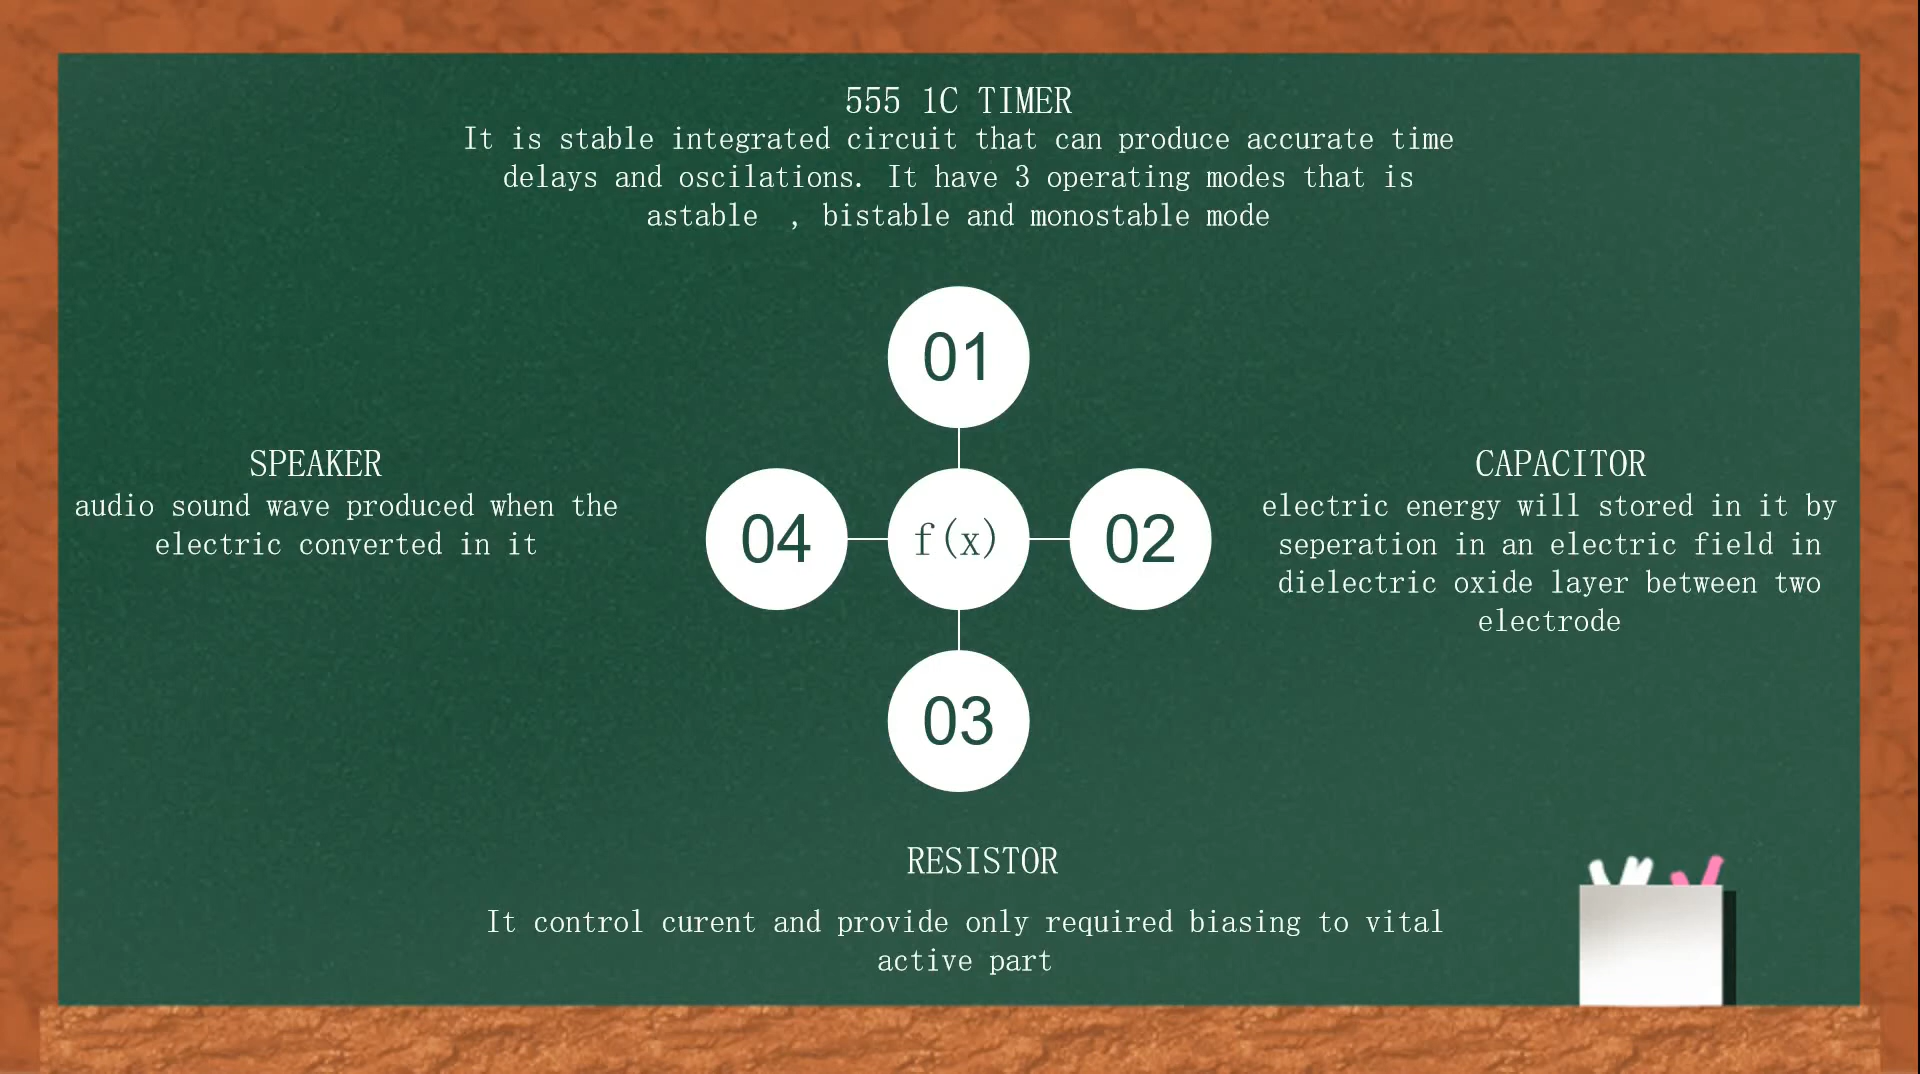 555 1C TIMER
It is stable integrated circuit that can produce accurate time
delays and oscilations. It have 3 operating modes that is
astable , bistable and monostable mode
01
SPEAKER
audio sound wave produced when the
electric converted in it
04
f(x)
02
CAPACITOR
electric energy will stored in it by
seperation in an electric field in
dielectric oxide layer between two
electrode
03
RESISTOR
It control curent and provide only required biasing to vital
active part